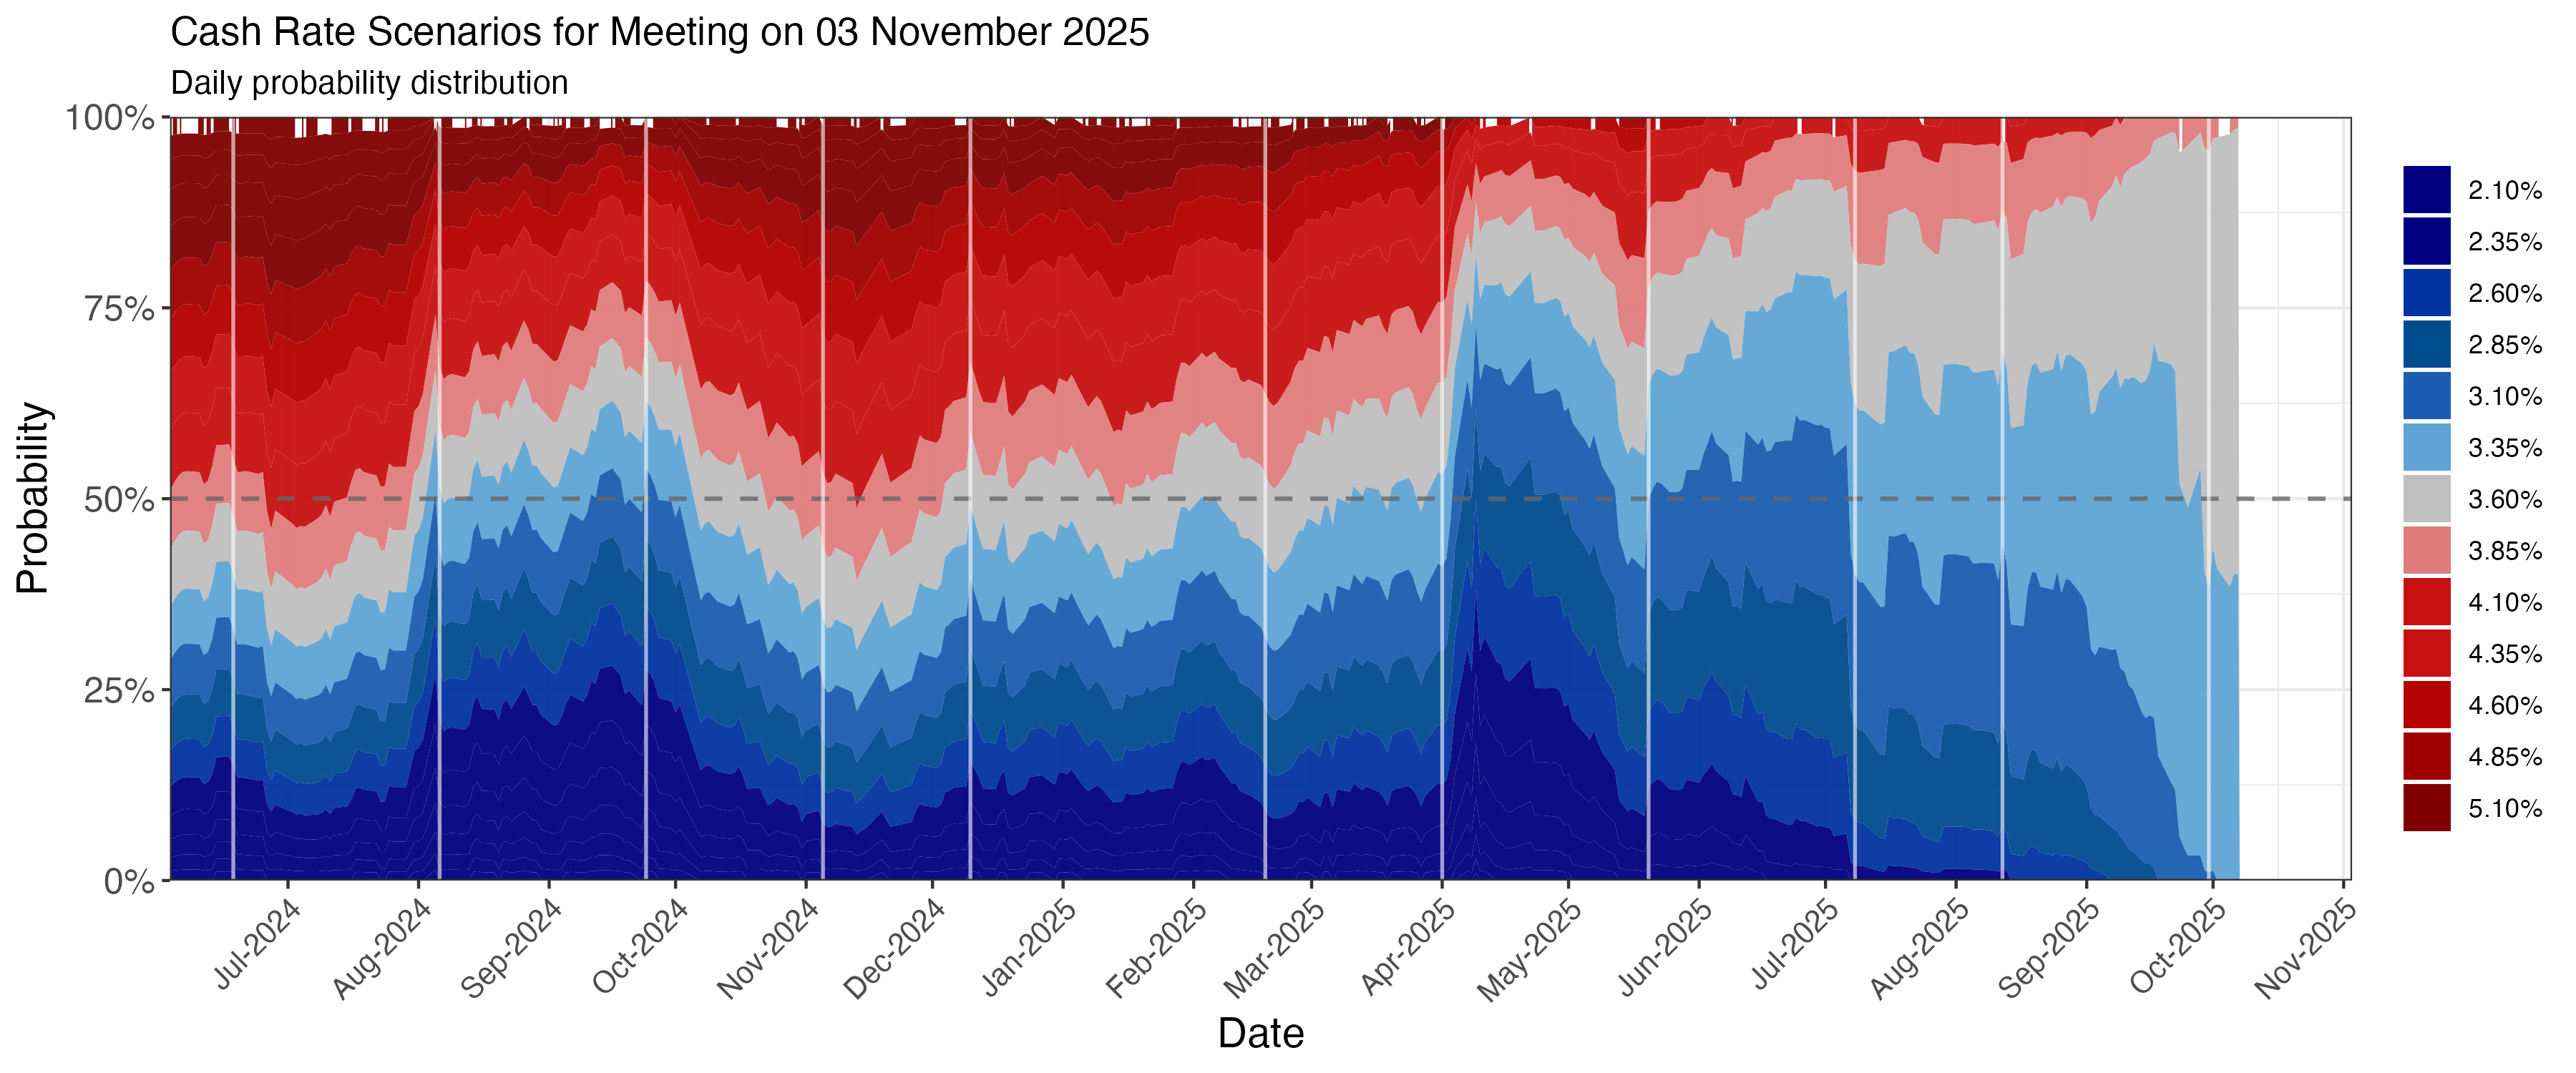 Cash Rate Scenarios for Meeting on 03 November 2025
Daily probability distribution
Probability
100%
75%
50%
25%
0%
Jul-2024
Aug-2024
Sep-2024
Oct-2024
Nov-2024
Dec-2024
Jan-2025
Feb-2025
Mar-2025
Apr-2025
May-2025
Jun-2025
Jul-2025
Aug-2025
Sep-2025
Oct-2025
Nov-2025
Date
2.10%
2.35%
2.60%
2.85%
3.10%
3.35%
3.60%
3.85%
4.10%
4.35%
4.60%
4.85%
5.10%